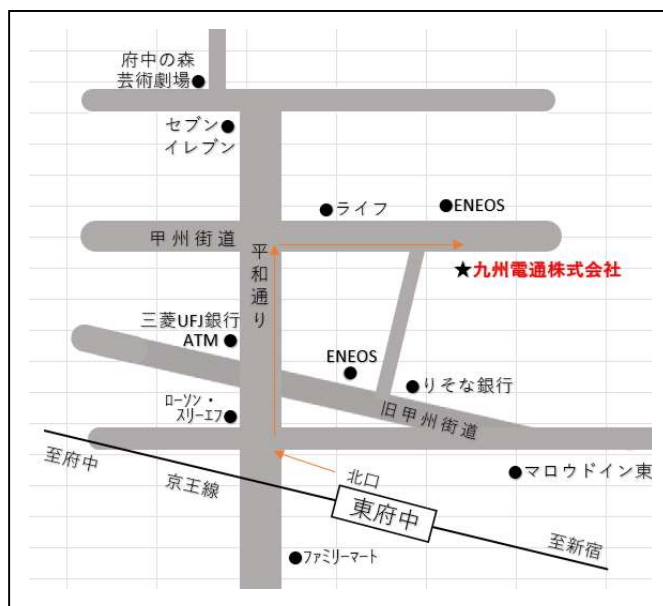 府中の森
芸術劇場
セブン
イレブン
ライフ
ENEOS
甲州街道
平和通り
★九州電通株式会社
三菱UFJ銀行
ATM
ENEOS
りそな銀行
ローソン・
スリーエフ
旧甲州街道
至府中
京王線
北口
東府中
マロウドイン東
至新宿
ファミリーマート